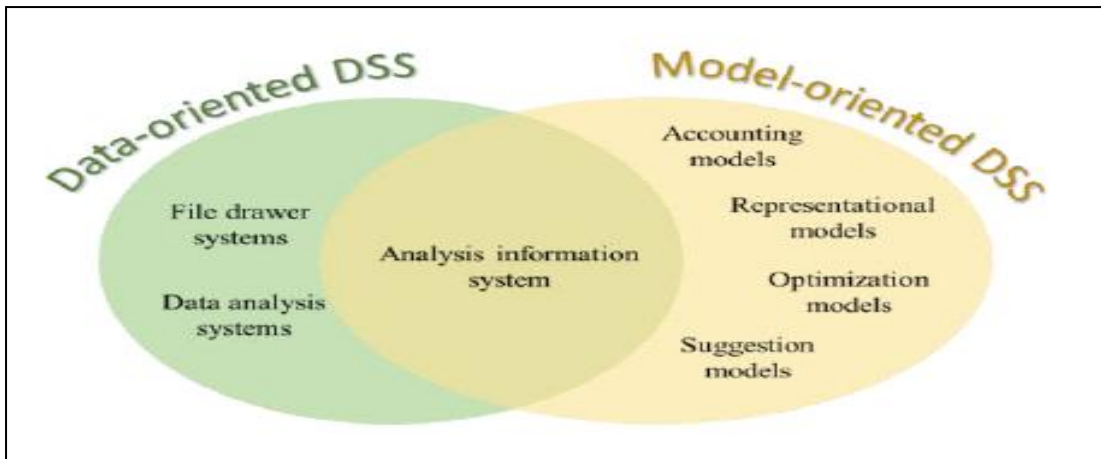 Data-oriented DSS
Model-oriented DSS
File drawer
systems
Data analysis
systems
Analysis information
system
Accounting
models
Representational
models
Optimization
models
Suggestion
models